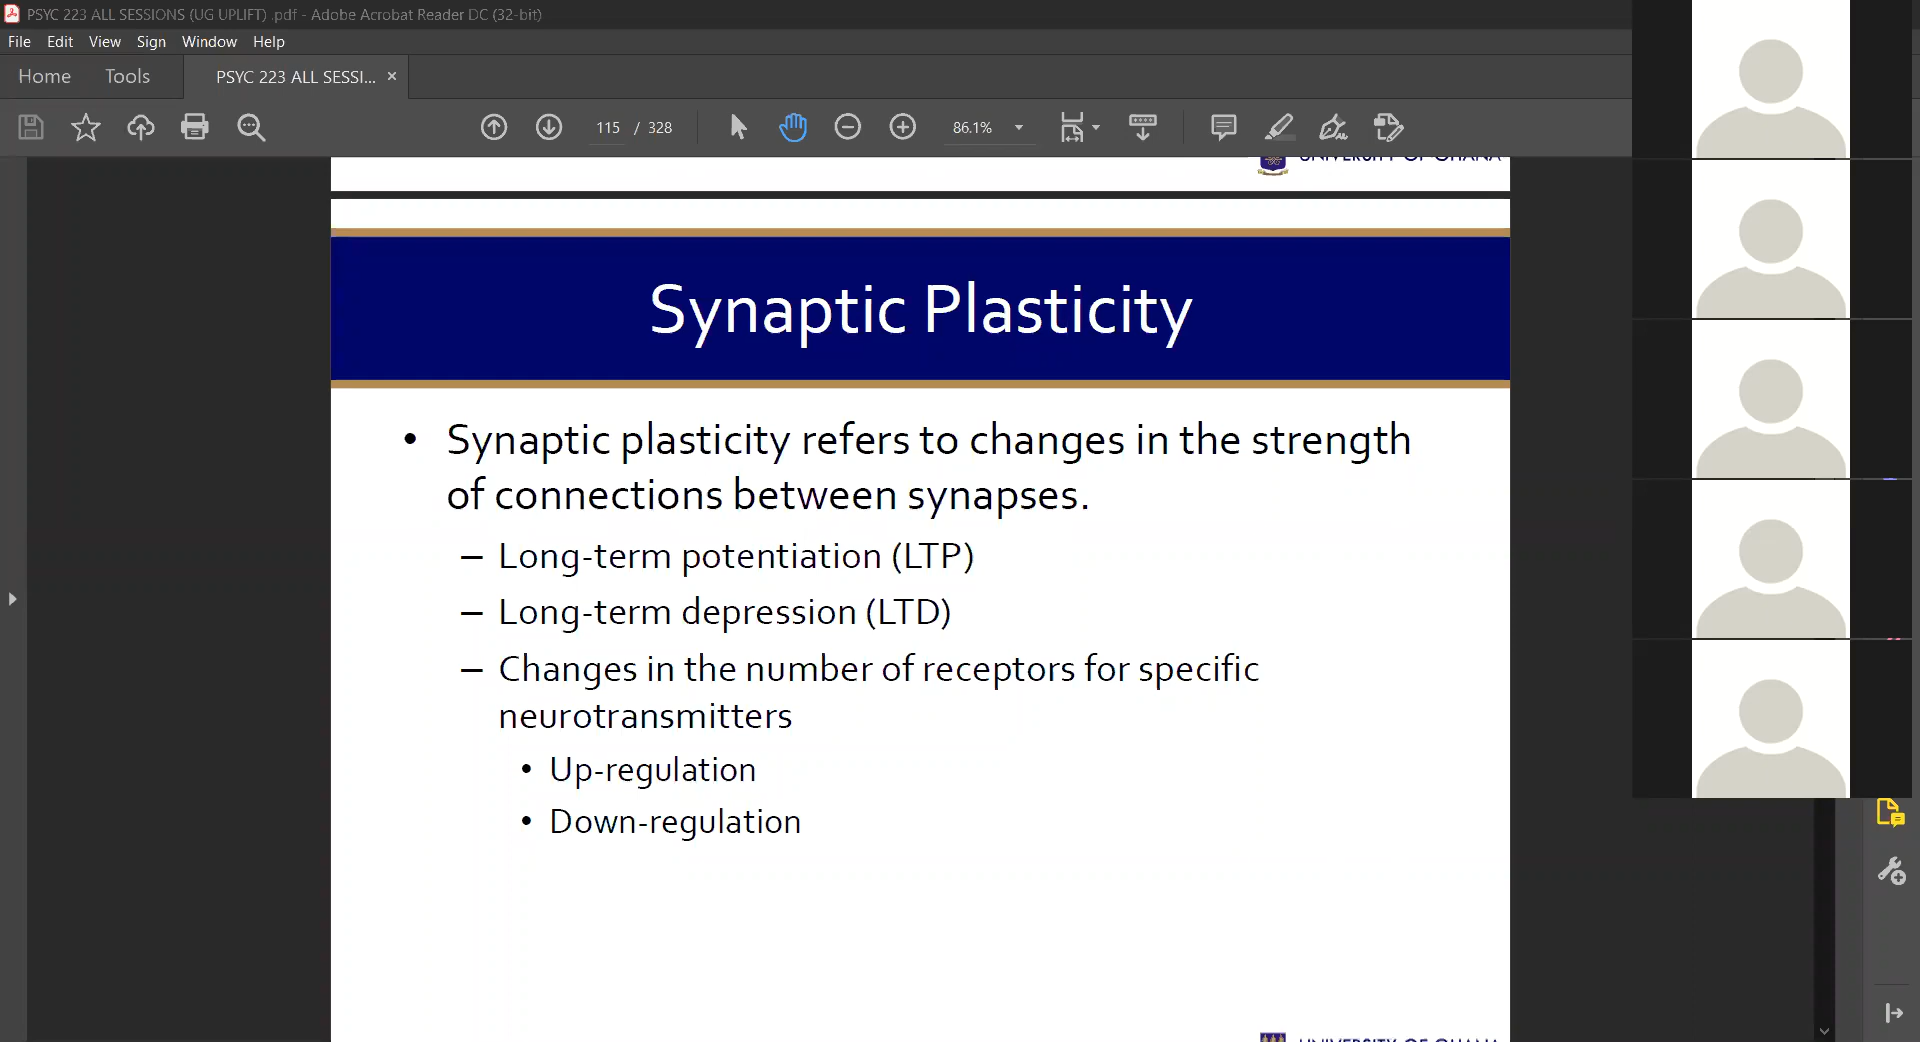 PSYC 223 ALL SESSIONS (UG UPLIFT) .pdf - Adobe Acrobat Reader DC (32-bit)
File Edit View Sign Window Help
Home Tools PSYC 223 ALL SESSI... ×
115 / 328 86.1%
UNIVERSITY OF GHANA
Synaptic Plasticity
• Synaptic plasticity refers to changes in the strength
of connections between synapses.
– Long-term potentiation (LTP)
– Long-term depression (LTD)
– Changes in the number of receptors for specific
neurotransmitters
• Up-regulation
• Down-regulation
UNIVERSITY OF GHANA